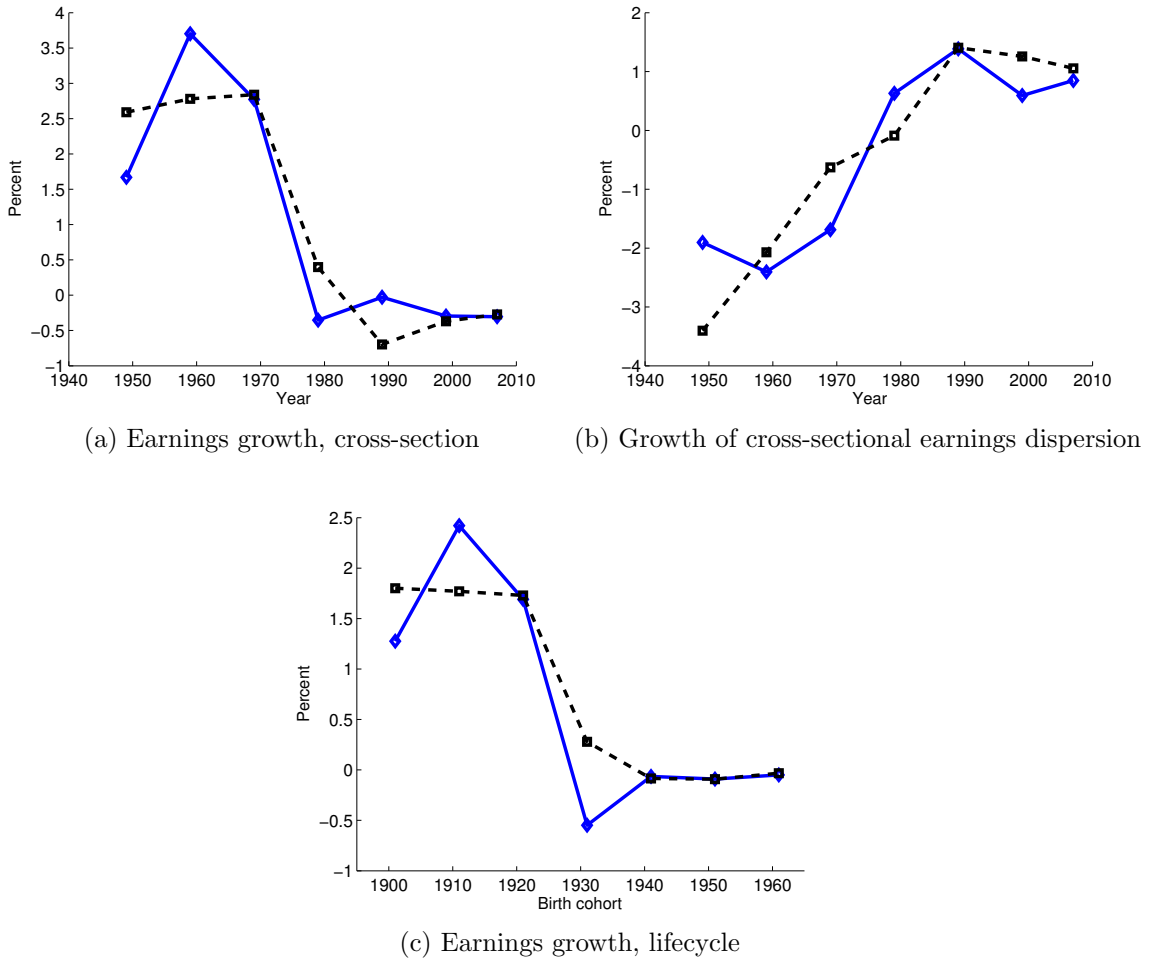 4
3.5
3
2.5
2
1.5
1
0.5
0
−0.5
−1
1940 1950 1960 1970 1980 1990 2000 2010
Percent
Year
(a) Earnings growth, cross-section
2
1
0
−1
−2
−3
−4
1940 1950 1960 1970 1980 1990 2000 2010
Percent
Year
(b) Growth of cross-sectional earnings dispersion
2.5
2
1.5
1
0.5
0
−0.5
−1
1900 1910 1920 1930 1940 1950 1960
Percent
Birth cohort
(c) Earnings growth, lifecycle